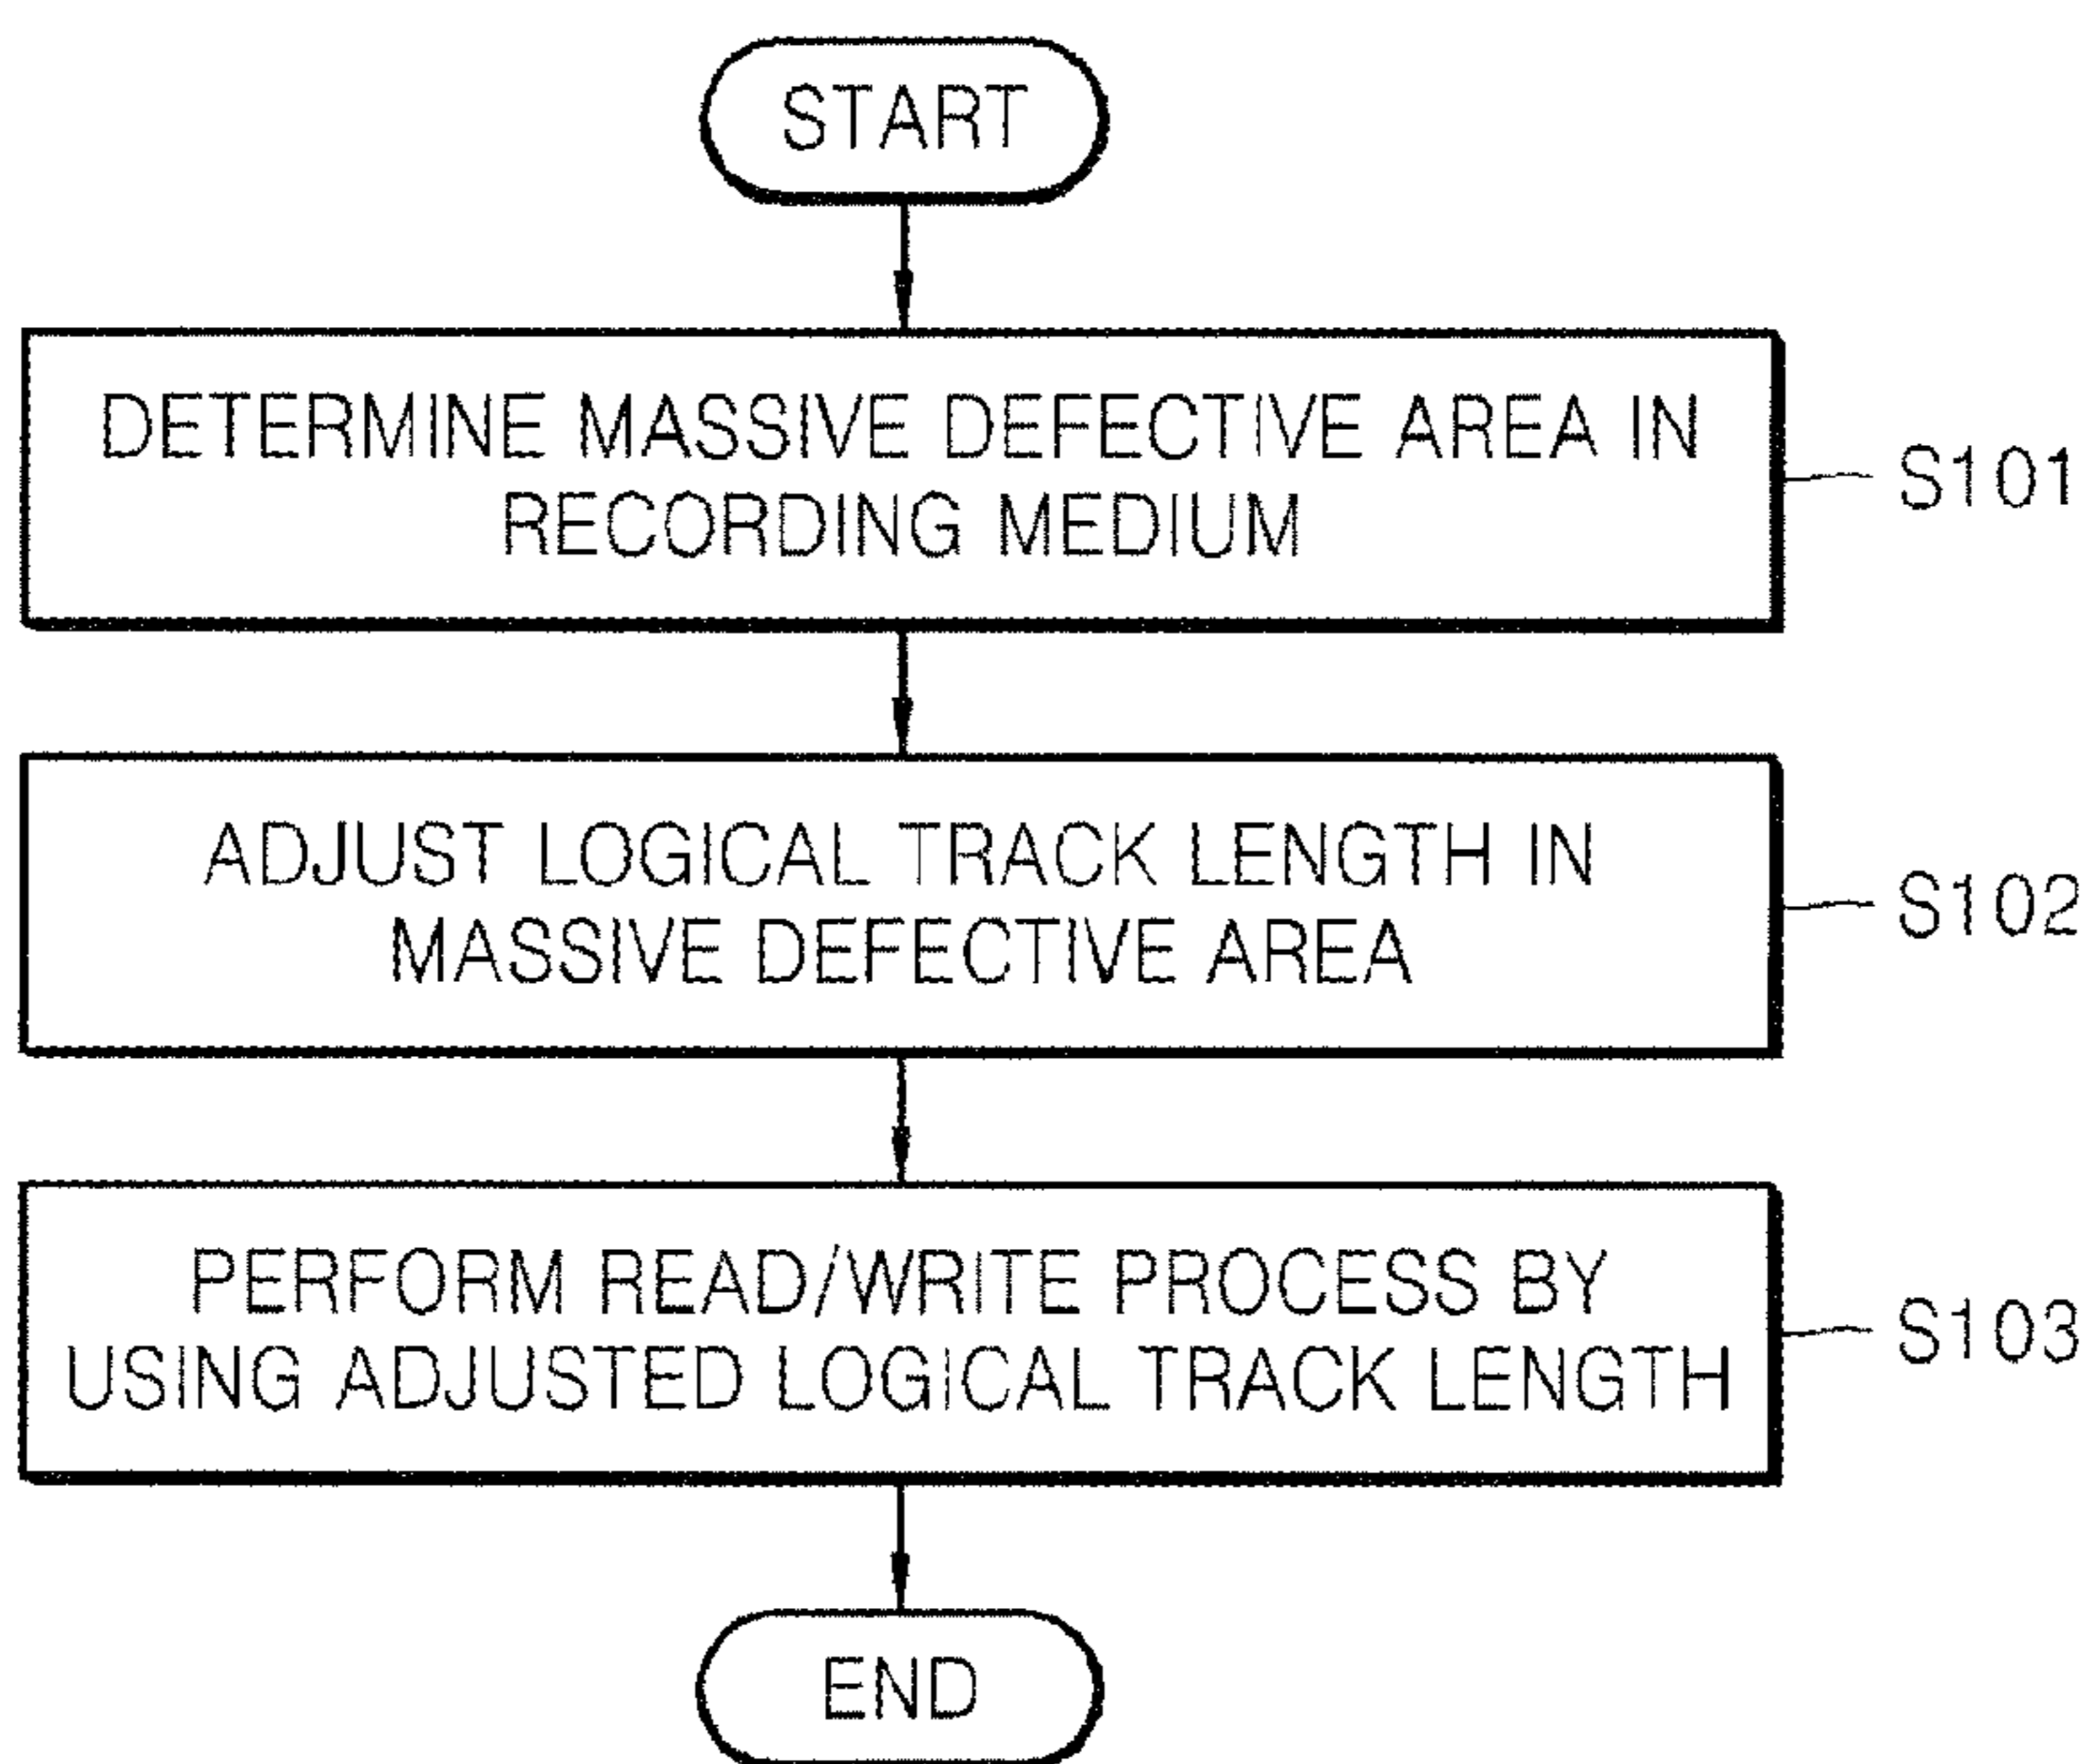 START
DETERMINE MASSIVE DEFECTIVE AREA IN
RECORDING MEDIUM
S101
ADJUST LOGICAL TRACK LENGTH IN
MASSIVE DEFECTIVE AREA
S102
PERFORM READ/WRITE PROCESS BY
USING ADJUSTED LOGICAL TRACK LENGTH
S103
END